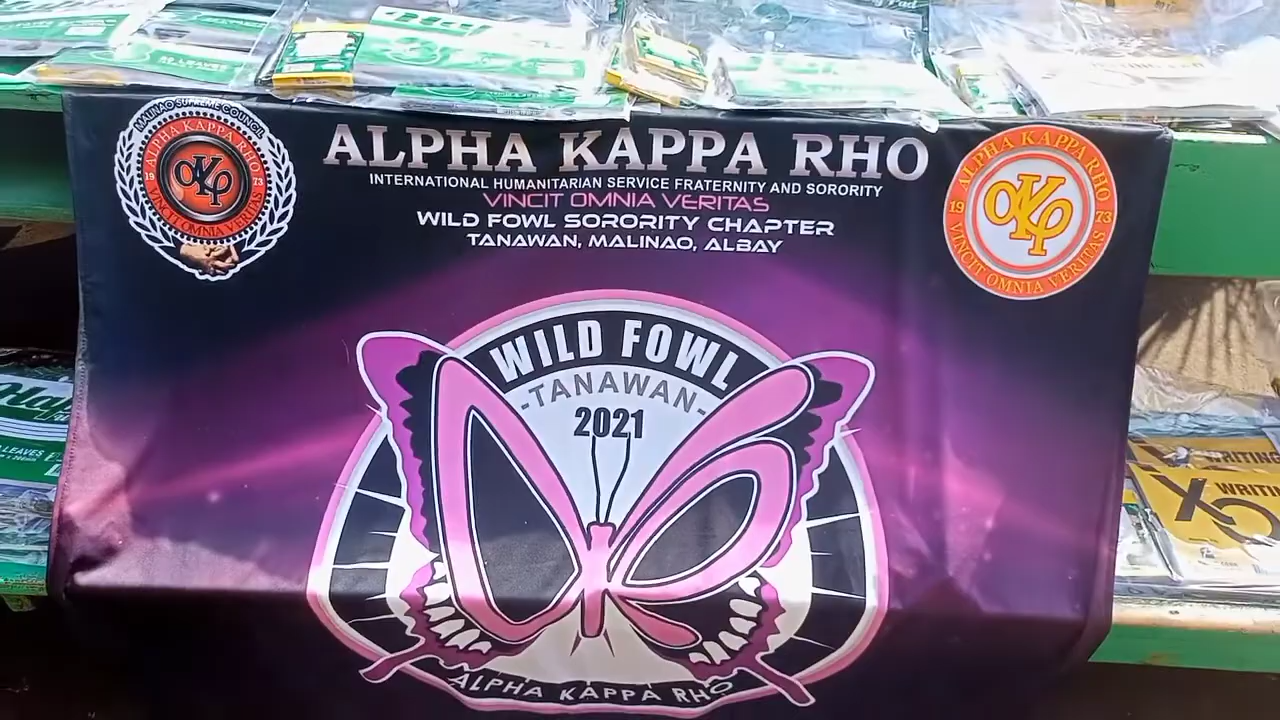 MALINAO SUPREME COUNCIL
ALPHA KAPPA RHO
19 73
VINCIT OMNIA VERITAS
ALPHA KAPPA RHO
INTERNATIONAL HUMANITARIAN SERVICE FRATERNITY AND SORORITY
VINCIT OMNIA VERITAS
WILD FOWL SORORITY CHAPTER
TANAWAN, MALINAO, ALBAY
ALPHA KAPPA RHO
19 73
VINCIT OMNIA VERITAS
WILD FOWL
-TANAWAN-
2021
ALPHA KAPPA RHO
WRITING
WRITI